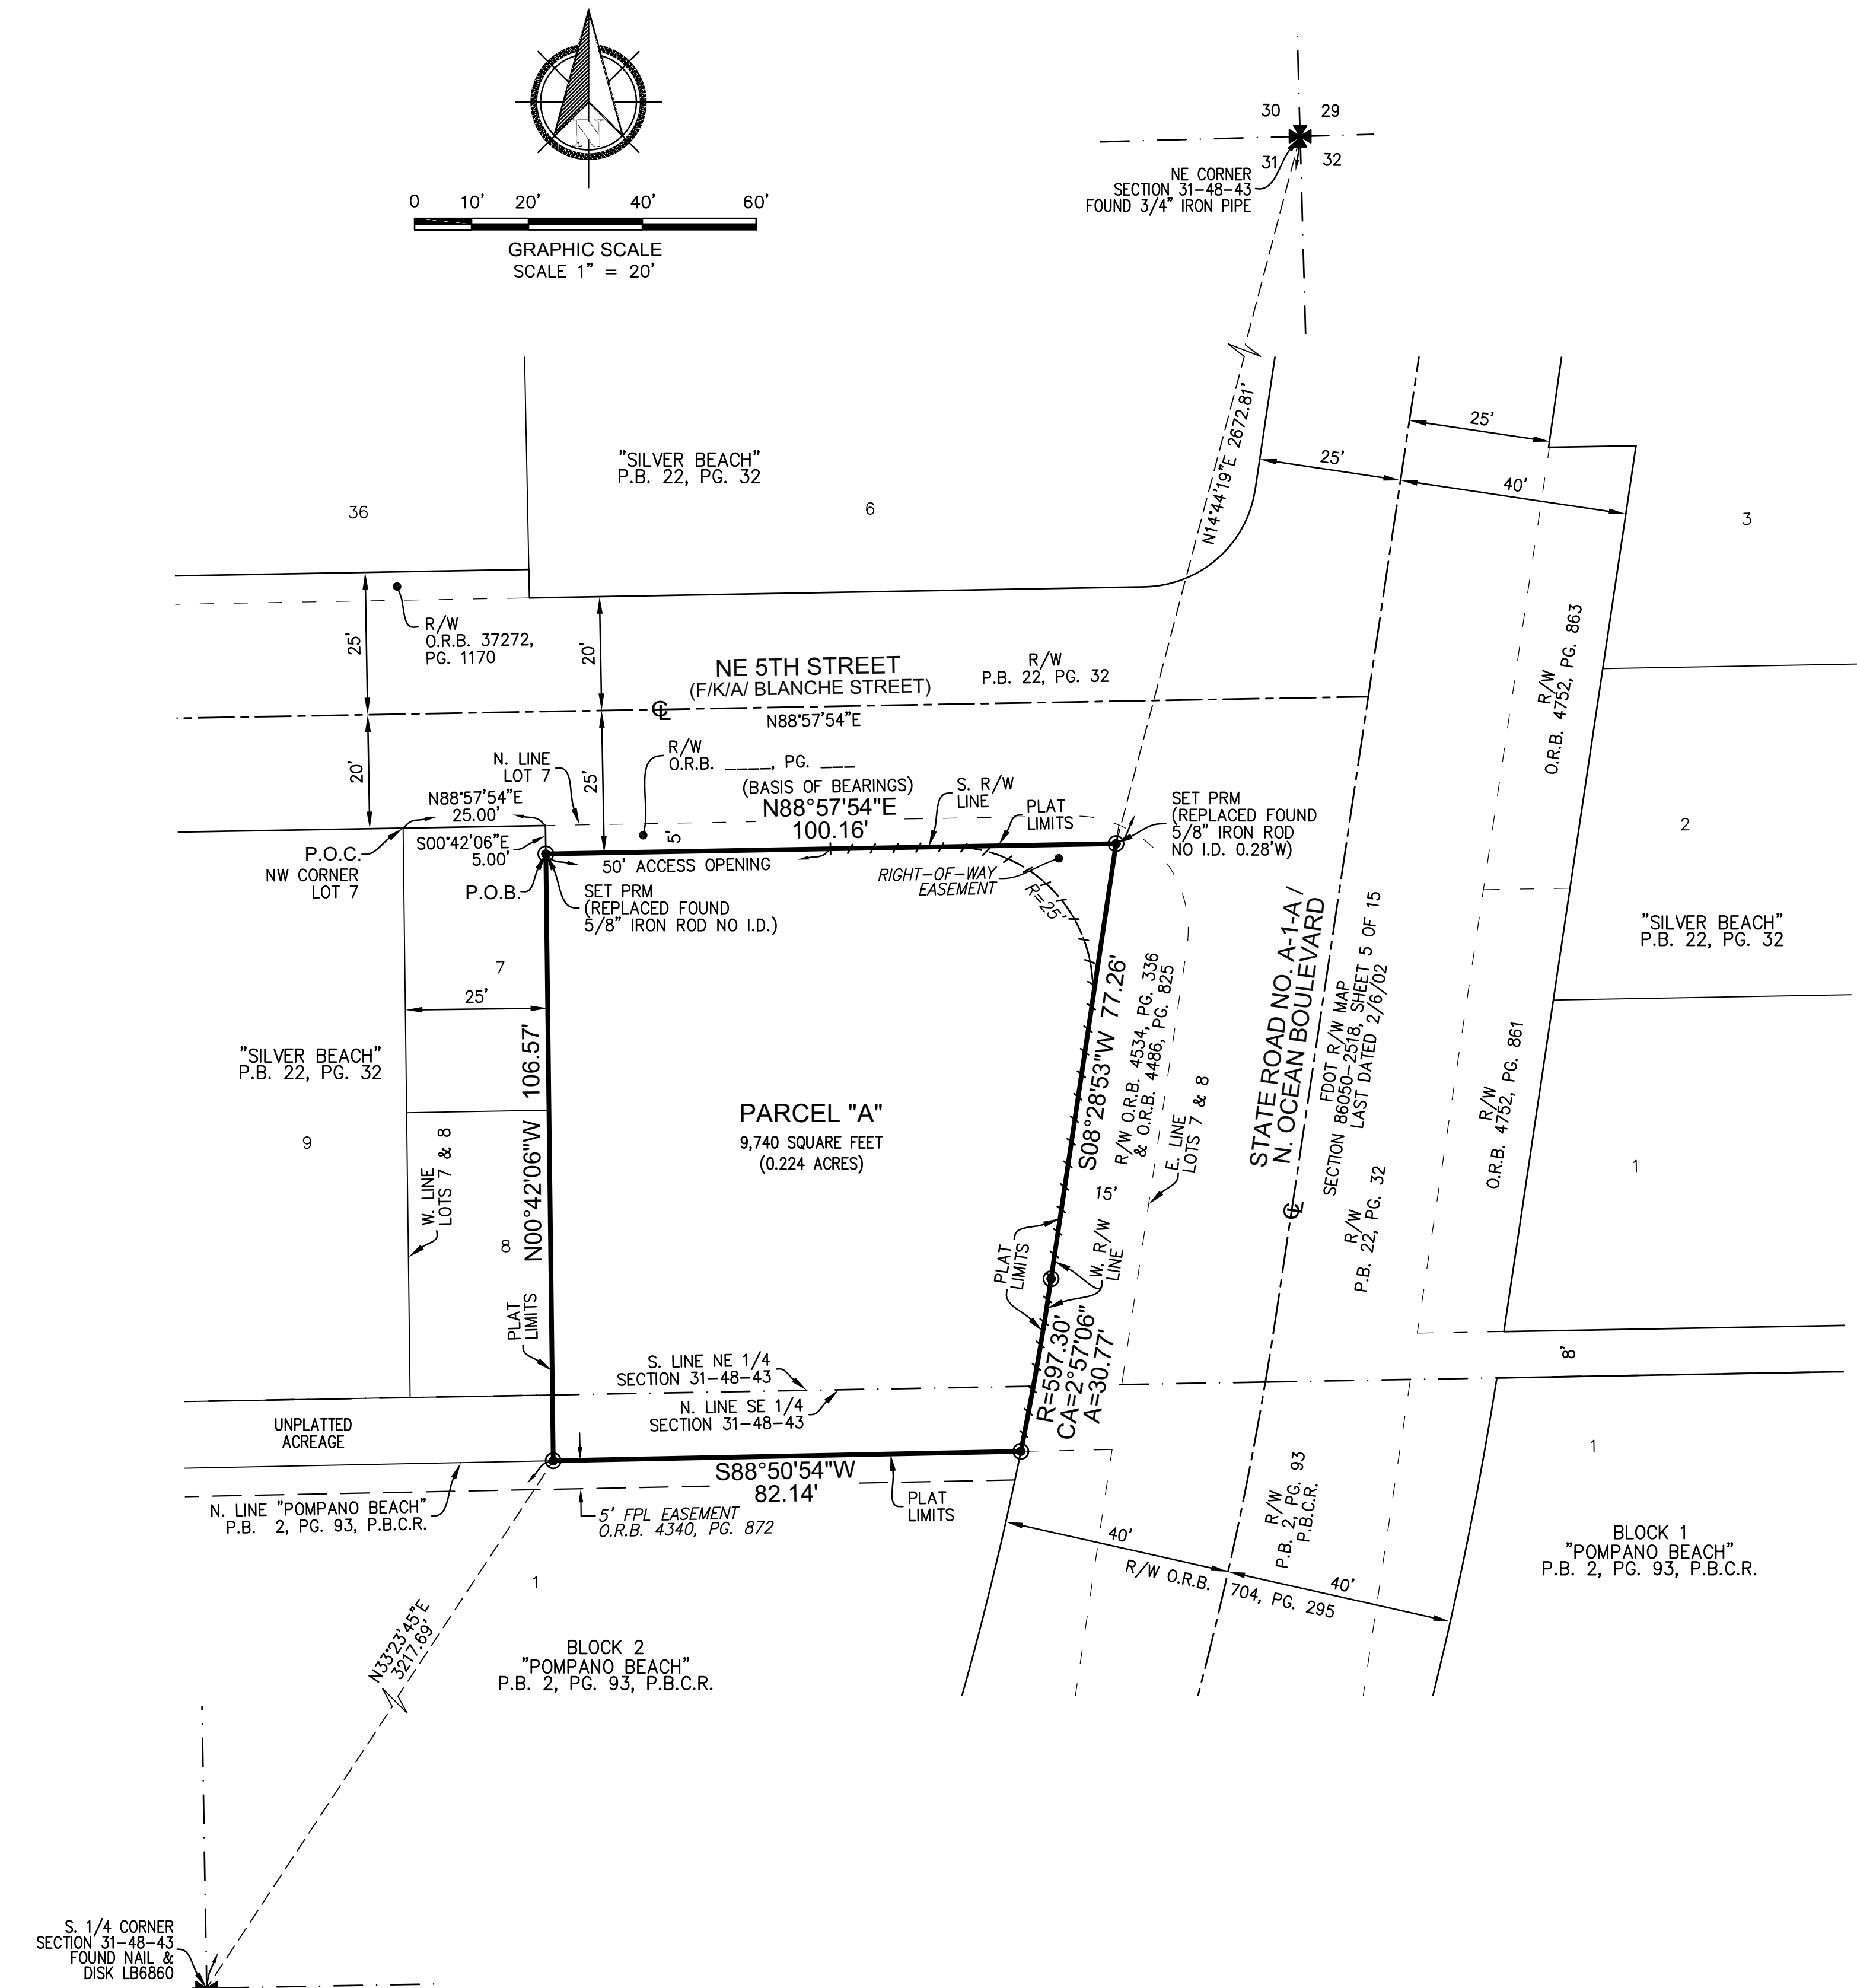 N
0 10' 20' 40' 60'
GRAPHIC SCALE
SCALE 1" = 20'
30 29
31 32
NE CORNER
SECTION 31-48-43
FOUND 3/4" IRON PIPE
N14°44'19"E 2672.81'
25'
25'
40'
"SILVER BEACH"
P.B. 22, PG. 32
36
6
3
R/W
O.R.B. 37272,
PG. 1170
25'
20'
NE 5TH STREET
(F/K/A/ BLANCHE STREET)
R/W
P.B. 22, PG. 32
N88°57'54"E
R/W
O.R.B. 4752, PG. 863
20'
25'
N. LINE
LOT 7
R/W
O.R.B. ____, PG. ___
(BASIS OF BEARINGS)
N88°57'54"E
100.16'
5'
S. R/W
LINE
PLAT
LIMITS
SET PRM
(REPLACED FOUND
5/8" IRON ROD
NO I.D. 0.28'W)
N88°57'54"E
25.00'
S00°42'06"E
5.00'
P.O.C.
NW CORNER
LOT 7
P.O.B.
50' ACCESS OPENING
SET PRM
(REPLACED FOUND
5/8" IRON ROD NO I.D.)
RIGHT-OF-WAY
EASEMENT
R=25'
2
"SILVER BEACH"
P.B. 22, PG. 32
7
25'
"SILVER BEACH"
P.B. 22, PG. 32
9
W. LINE
LOTS 7 & 8
8
N00°42'06"W 106.57'
PLAT
LIMITS
PARCEL "A"
9,740 SQUARE FEET
(0.224 ACRES)
S08°28'53"W 77.26'
R/W O.R.B. 4534, PG. 336
& O.R.B. 4486, PG. 825
15'
E. LINE
LOTS 7 & 8
STATE ROAD NO. A-1-A /
N. OCEAN BOULEVARD
FDOT R/W MAP
SECTION 86050-2518, SHEET 5 OF 15
LAST DATED 2/6/02
R/W
P.B. 22, PG. 32
R/W
O.R.B. 4752, PG. 861
1
8'
PLAT
LIMITS
W. R/W
LINE
R=597.30'
CA=2°57'06"
A=30.77'
S. LINE NE 1/4
SECTION 31-48-43
N. LINE SE 1/4
SECTION 31-48-43
UNPLATTED
ACREAGE
S88°50'54"W
82.14'
PLAT
LIMITS
N. LINE "POMPANO BEACH"
P.B. 2, PG. 93, P.B.C.R.
5' FPL EASEMENT
O.R.B. 4340, PG. 872
40'
40'
R/W O.R.B. 704, PG. 295
R/W
P.B. 2, PG. 93
P.B.C.R.
1
BLOCK 1
"POMPANO BEACH"
P.B. 2, PG. 93, P.B.C.R.
1
BLOCK 2
"POMPANO BEACH"
P.B. 2, PG. 93, P.B.C.R.
N33°23'45"E
3217.69'
S. 1/4 CORNER
SECTION 31-48-43
FOUND NAIL &
DISK LB6860